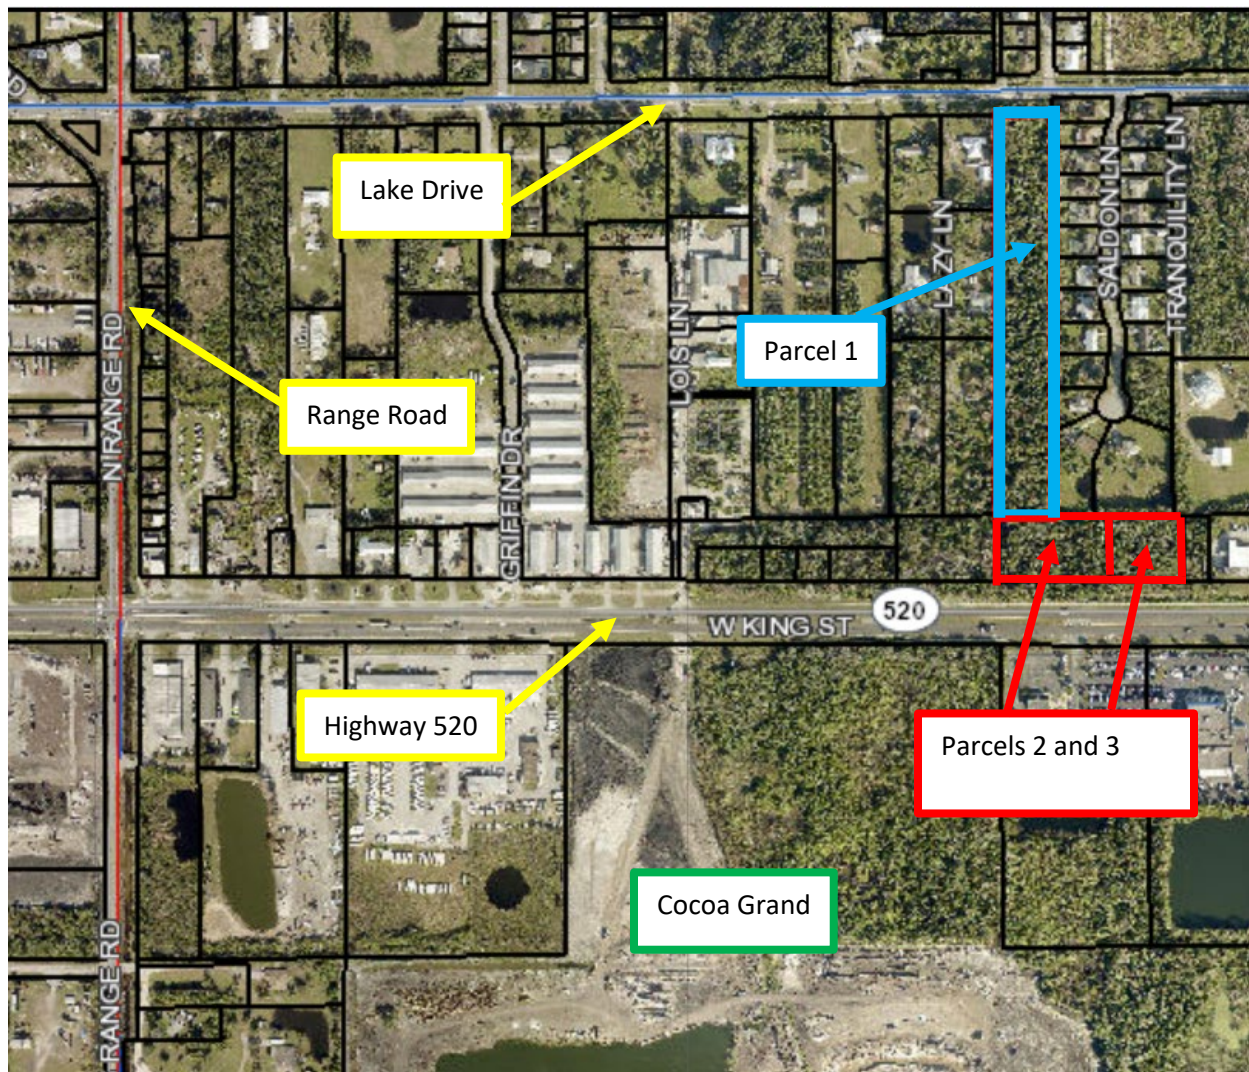 D
Lake Drive
SALDON LN
TRANQUILITY LN
LAZY LN
Parcel 1
LOIS LN
N RANGE RD
Range Road
GRIFFIN DR
520
W KING ST
Highway 520
Parcels 2 and 3
Cocoa Grand
RANGE RD